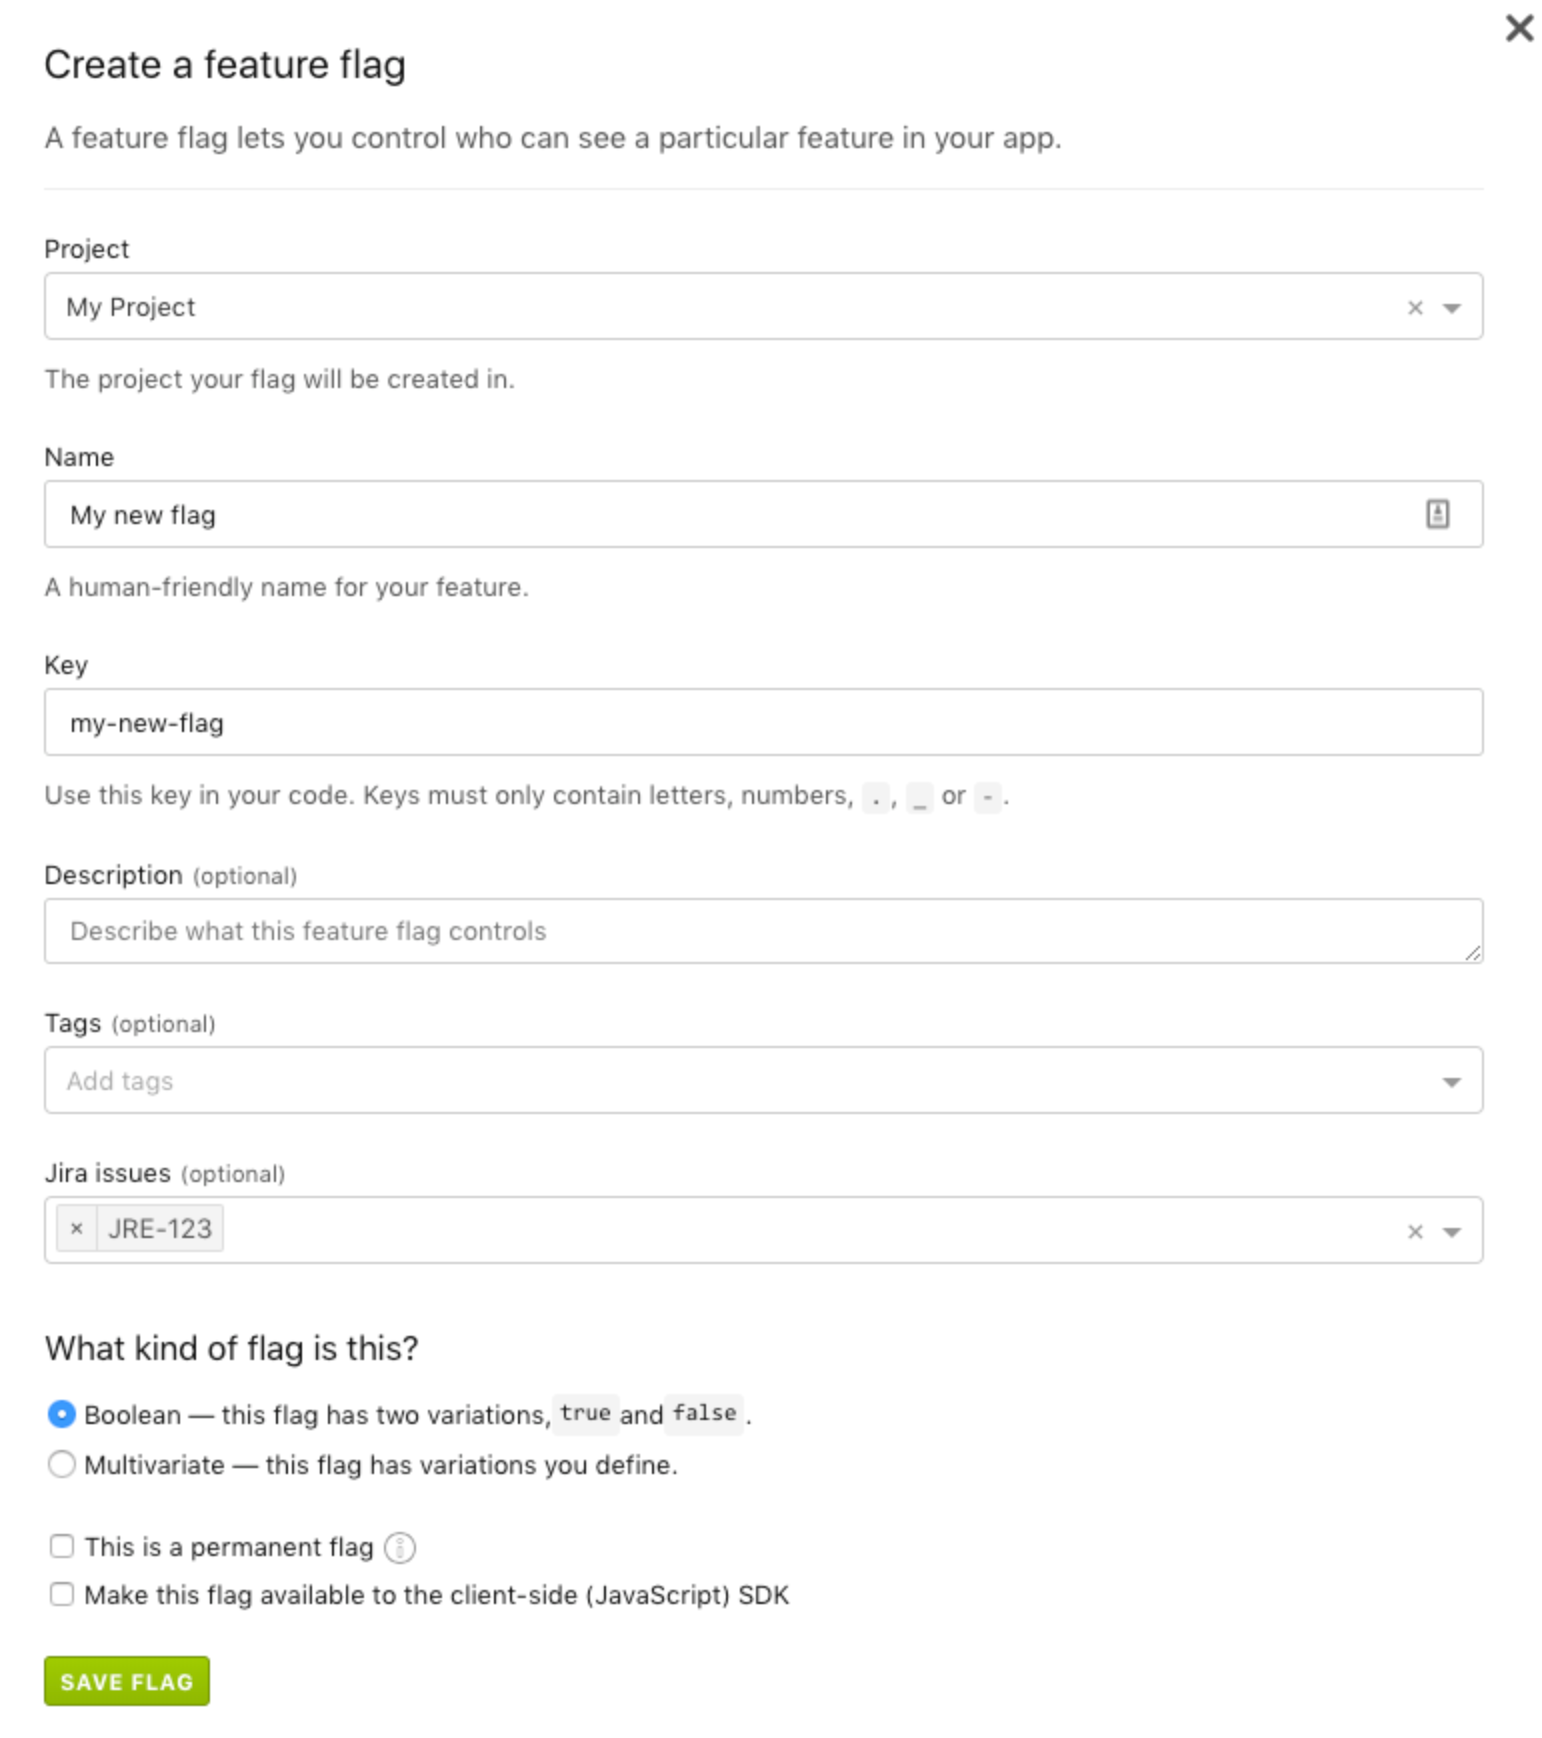 Create a feature flag
A feature flag lets you control who can see a particular feature in your app.
Project
My Project
The project your flag will be created in.
Name
My new flag
A human-friendly name for your feature.
Key
my-new-flag
Use this key in your code. Keys must only contain letters, numbers, . , _ or - .
Description (optional)
Describe what this feature flag controls
Tags (optional)
Add tags
Jira issues (optional)
× JRE-123
What kind of flag is this?
Boolean — this flag has two variations, true and false .
Multivariate — this flag has variations you define.
This is a permanent flag
Make this flag available to the client-side (JavaScript) SDK
SAVE FLAG